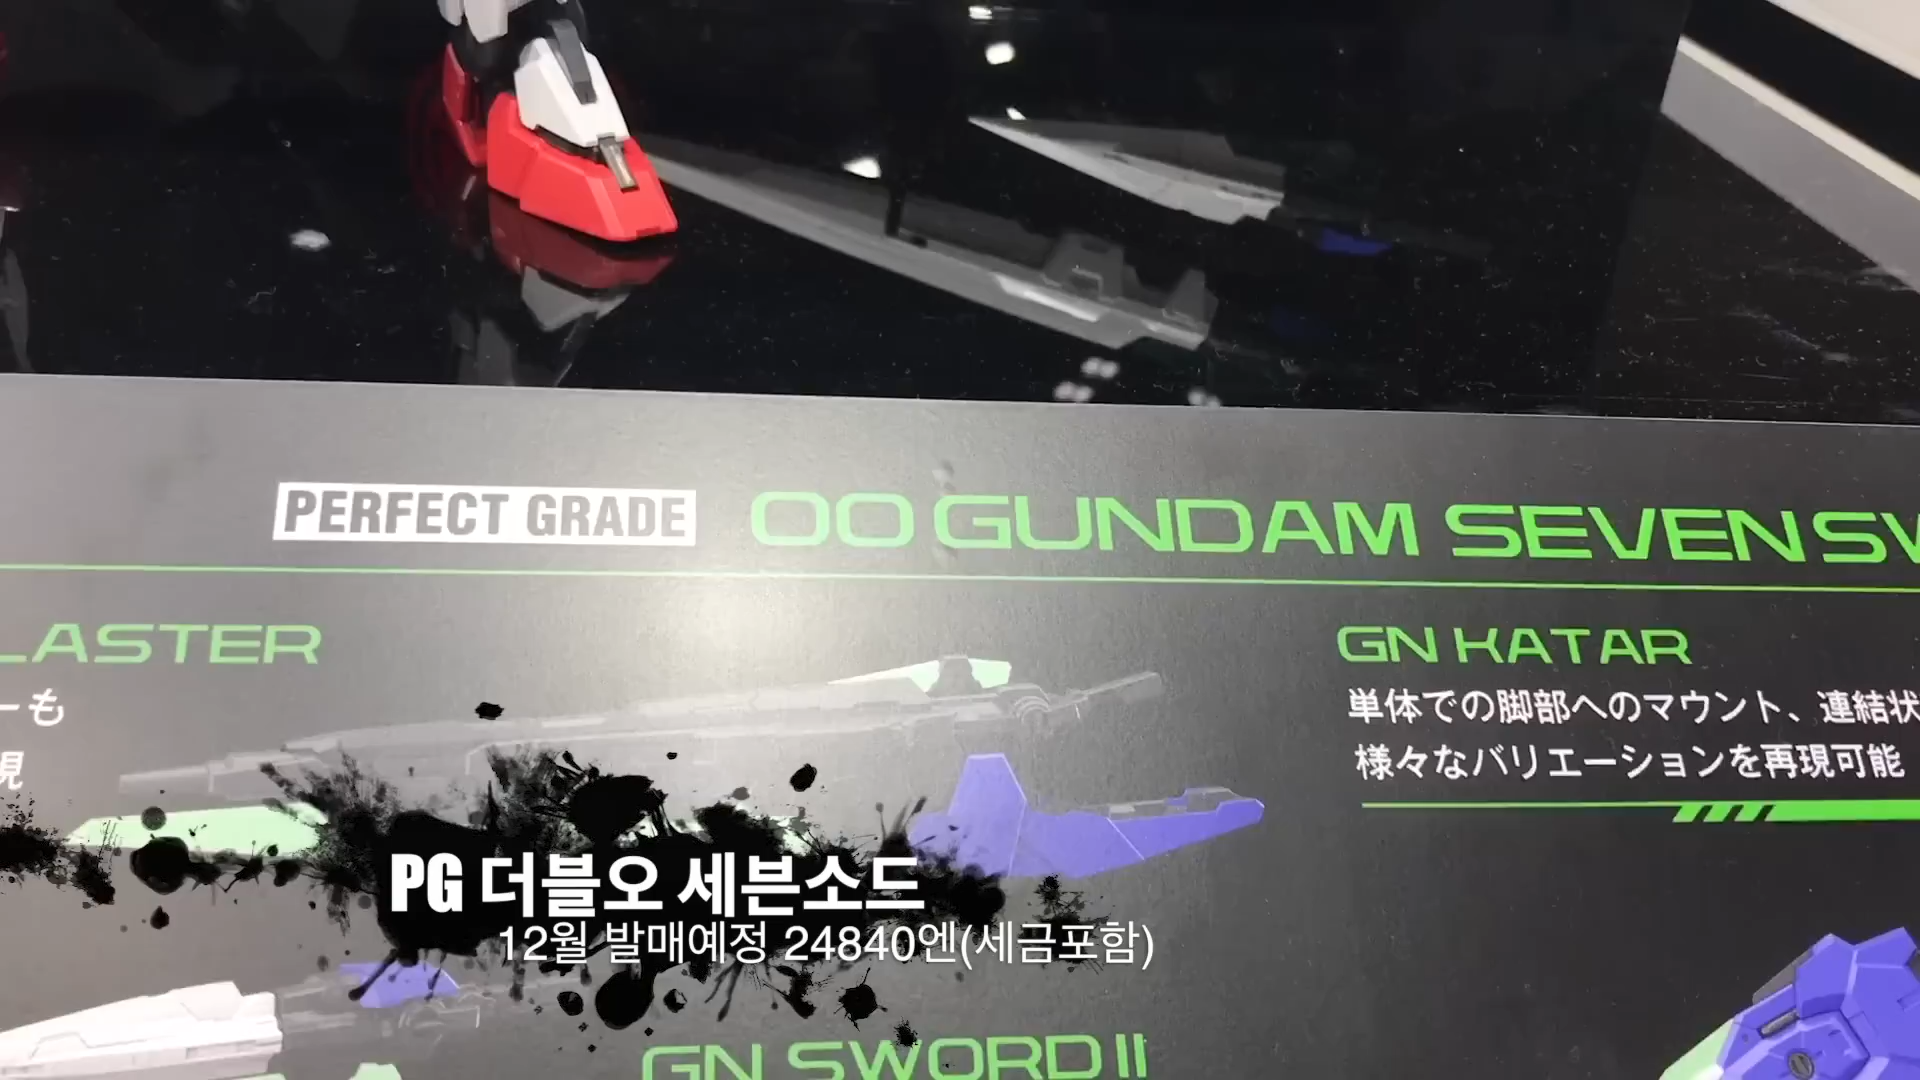 PERFECT GRADE OO GUNDAM SEVEN SW
LASTER
ーも
現
GN KATAR
単体での脚部へのマウント、連結状
様々なバリエーションを再現可能
PG 더블오 세븐소드
12월 발매예정 24840엔(세금포함)
GN SWORD II